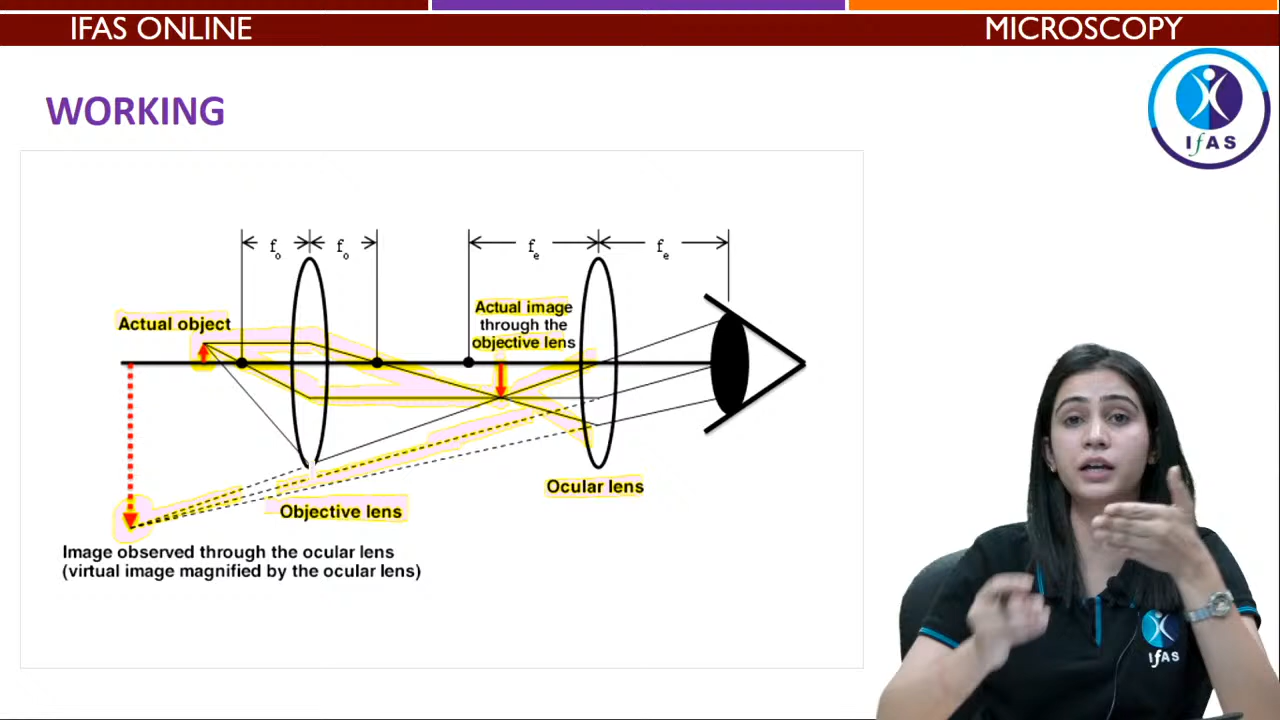 IFAS ONLINE
MICROSCOPY
IfAS
WORKING
fo
fo
fe
fe
Actual object
Actual image
through the
objective lens
Ocular lens
Objective lens
Image observed through the ocular lens
(virtual image magnified by the ocular lens)
IfAS